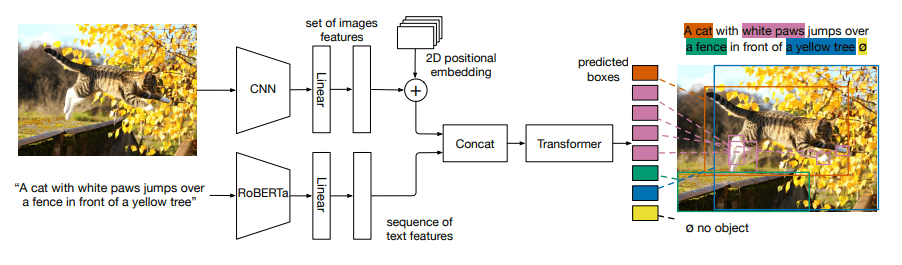 set of images
features
2D positional
embedding
CNN
Linear
+
predicted
boxes
A cat with white paws jumps over
a fence in front of a yellow tree ø
Concat
Transformer
“A cat with white paws jumps over
a fence in front of a yellow tree”
RoBERTa
Linear
sequence of
text features
ø no object